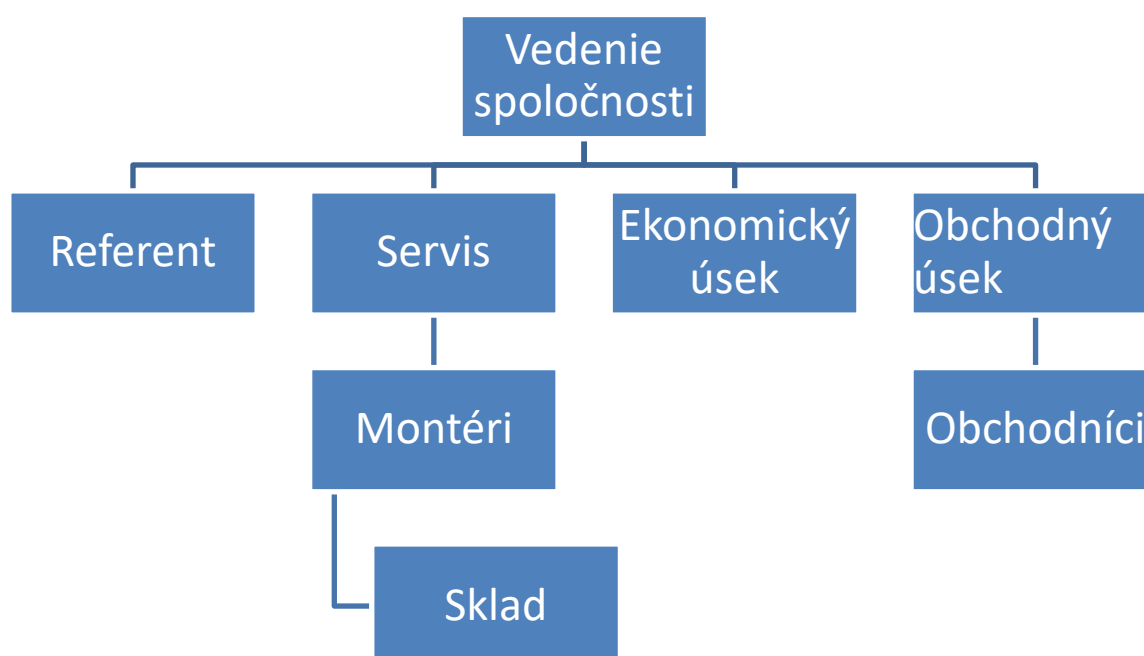 Vedenie
spoločnosti
Referent
Servis
Ekonomický
úsek
Obchodný
úsek
Montéri
Obchodníci
Sklad